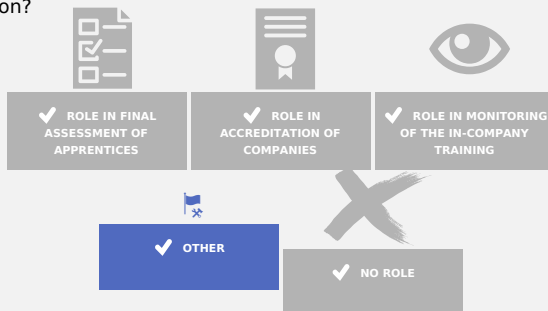 on?
ROLE IN FINAL
ASSESSMENT OF
APPRENTICES
ROLE IN
ACCREDITATION OF
COMPANIES
ROLE IN MONITORING
OF THE IN-COMPANY
TRAINING
OTHER
NO ROLE